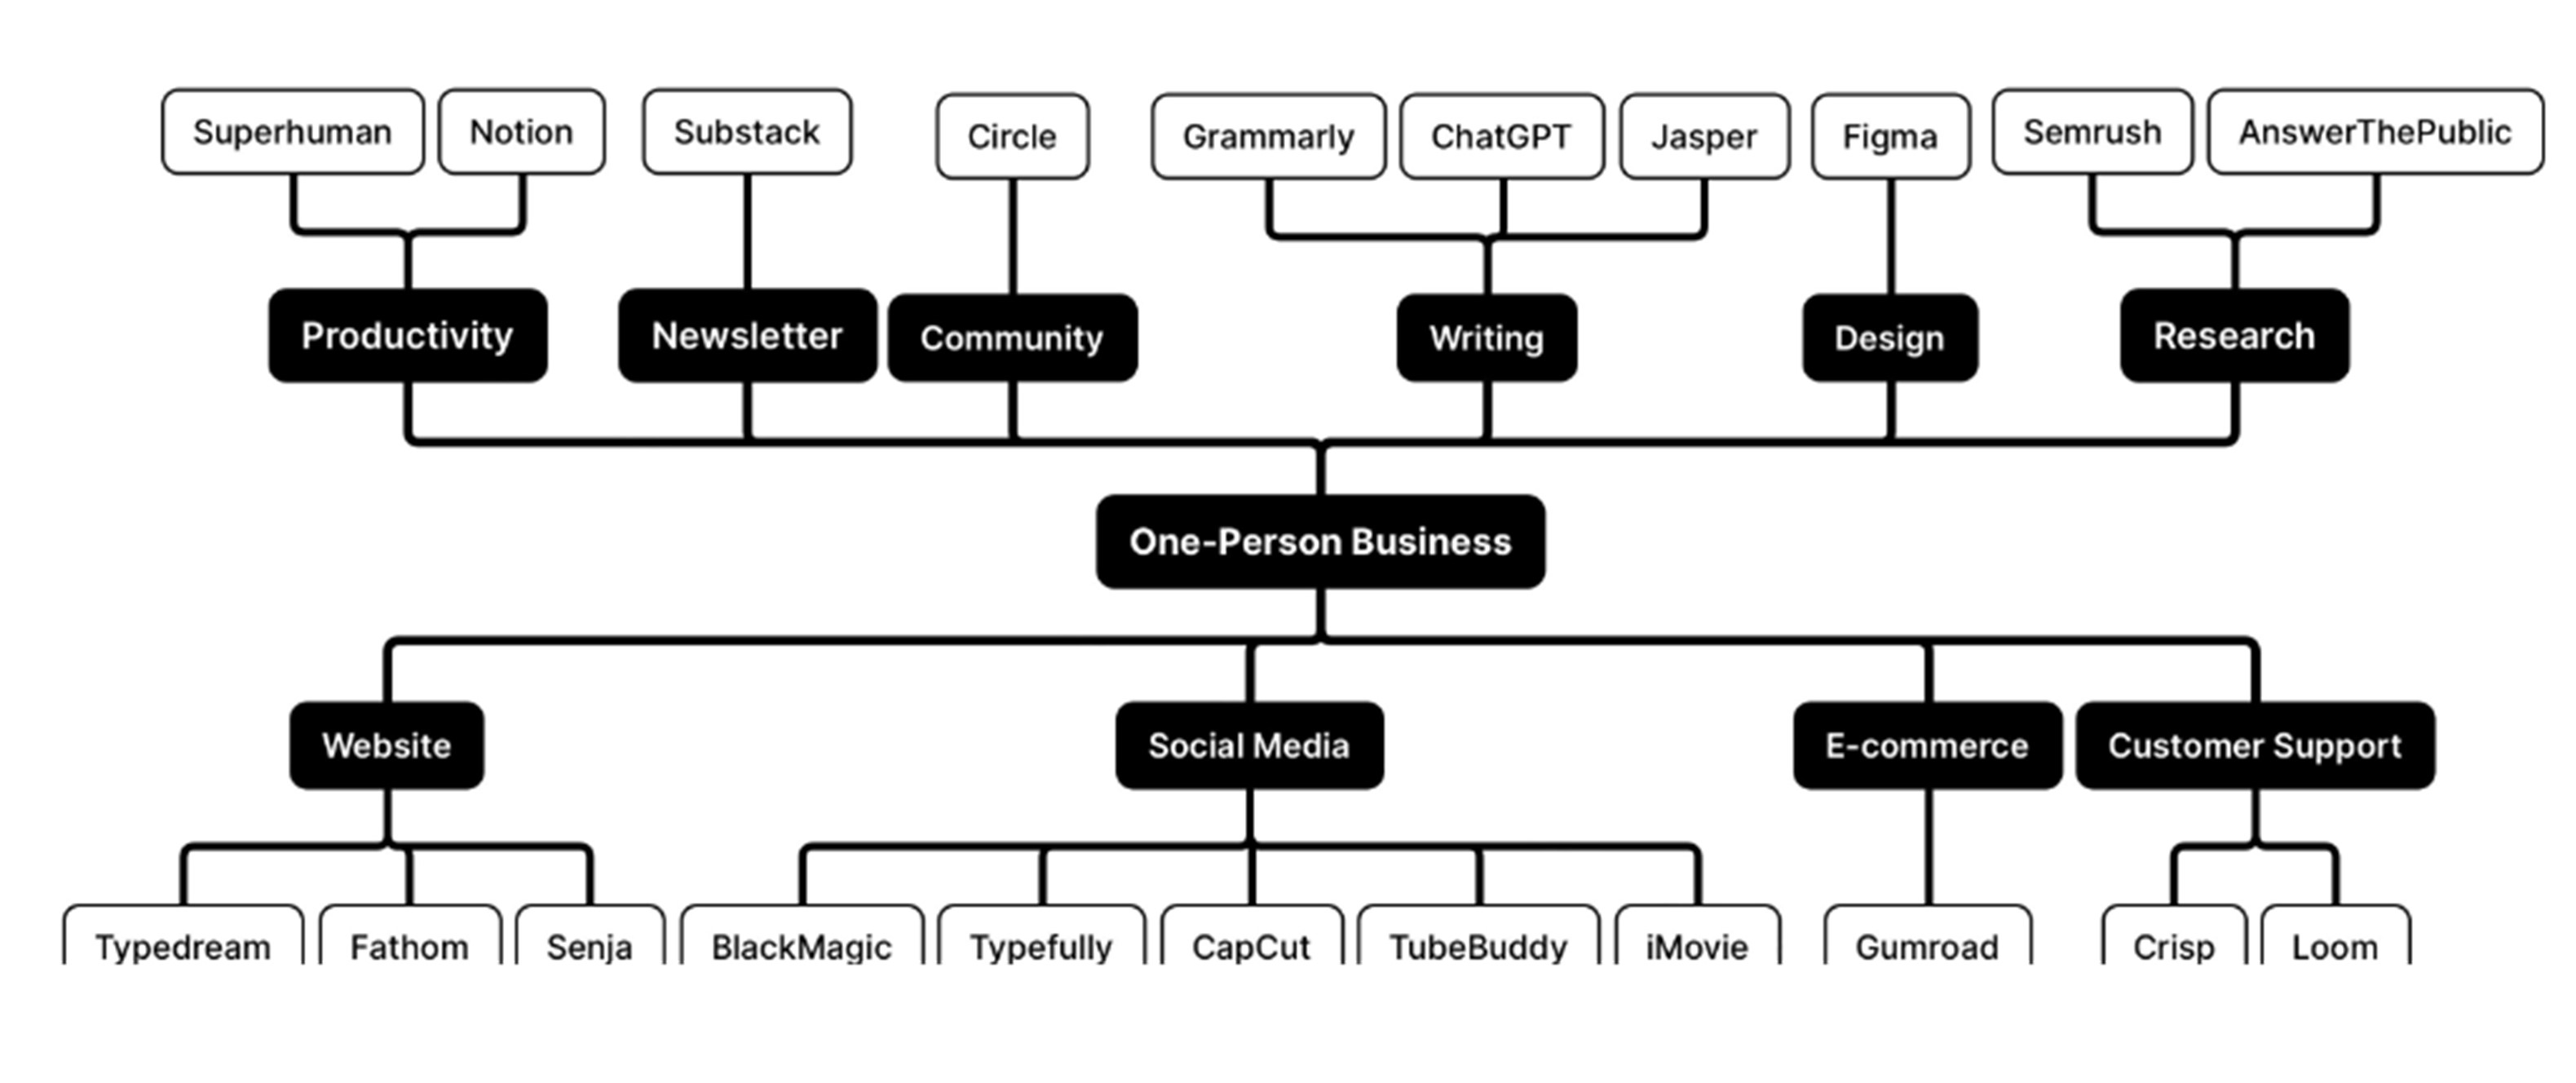 Superhuman
Notion
Substack
Circle
Grammarly
ChatGPT
Jasper
Figma
Semrush
AnswerThePublic
Productivity
Newsletter
Community
Writing
Design
Research
One-Person Business
Website
Social Media
E-commerce
Customer Support
Typedream
Fathom
Senja
BlackMagic
Typefully
CapCut
TubeBuddy
iMovie
Gumroad
Crisp
Loom